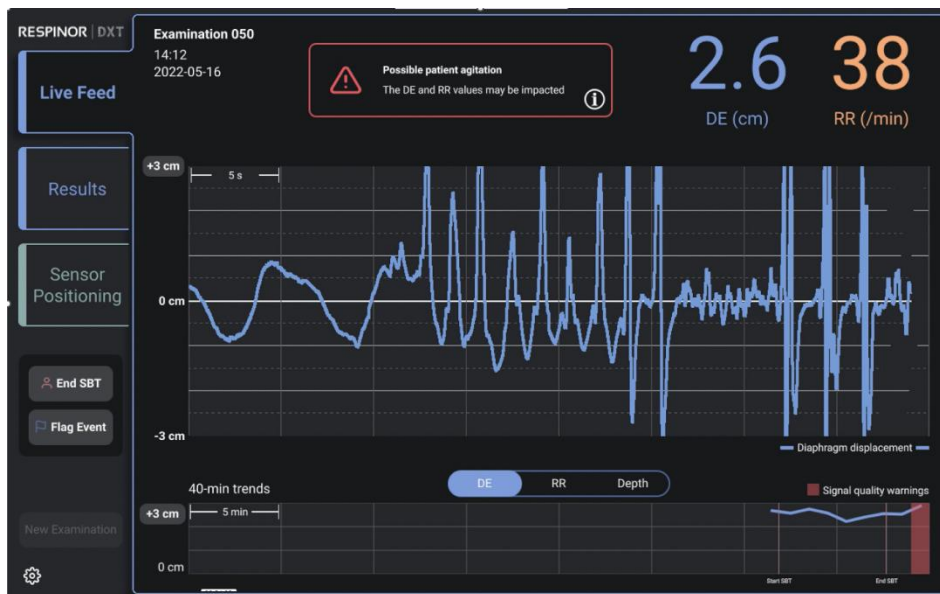 RESPINOR | DXT
Live Feed
Results
Sensor
Positioning
End SBT
Flag Event
New Examination
Examination 050
14:12
2022-05-16
Possible patient agitation
The DE and RR values may be impacted
2.6
DE (cm)
38
RR (/min)
+3 cm
5 s
0 cm
-3 cm
Diaphragm displacement
40-min trends
DE
RR
Depth
Signal quality warnings
+3 cm
5 min
0 cm
Start SBT
End SBT